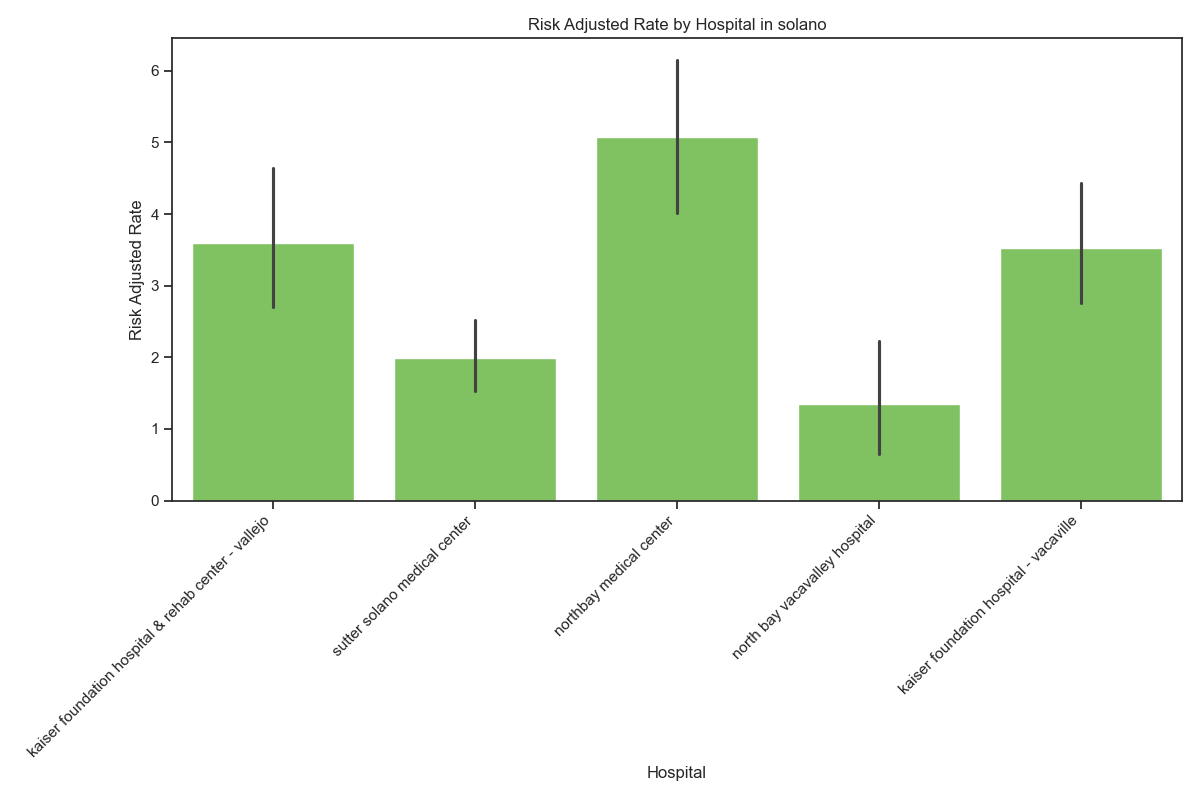 Risk Adjusted Rate by Hospital in solano
Risk Adjusted Rate
6
5
4
3
2
1
0
kaiser foundation hospital & rehab center - vallejo
sutter solano medical center
northbay medical center
north bay vacavalley hospital
kaiser foundation hospital - vacaville
Hospital